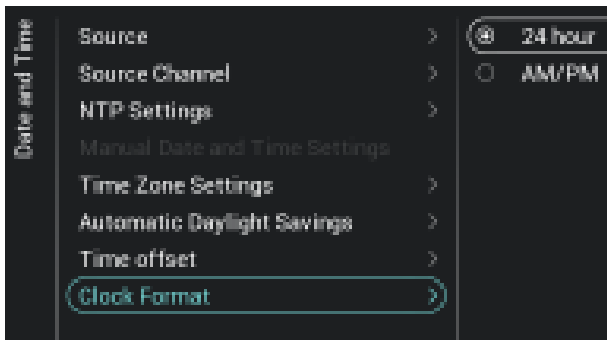 Date and Time
Source
Source Channel
NTP Settings
Manual Date and Time Settings
Time Zone Settings
Automatic Daylight Savings
Time offset
Clock Format
24 hour
AM/PM